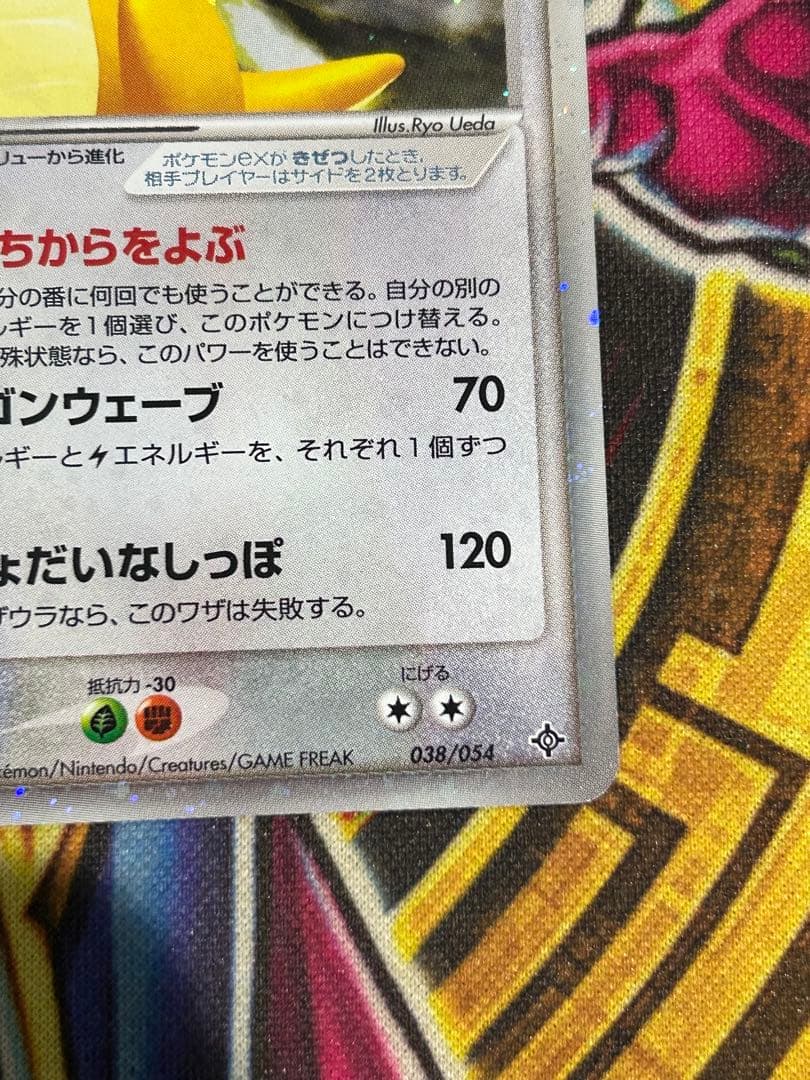 Illus.Ryo Ueda
リューから進化
ポケモンexが きぜつしたとき、
相手プレイヤーはサイドを2枚とります。
ちからをよぶ
分の番に何回でも使うことができる。自分の別の
ルギーを1個選び、このポケモンにつけ替える。
殊状態なら、このパワーを使うことはできない。
ゴンウェーブ 70
ギーとエネルギーを、それぞれ1個ずつ
ょだいなしっぽ 120
ザウラなら、このワザは失敗する。
抵抗力 -30
にげる
kémon/Nintendo/Creatures/GAME FREAK
038/054